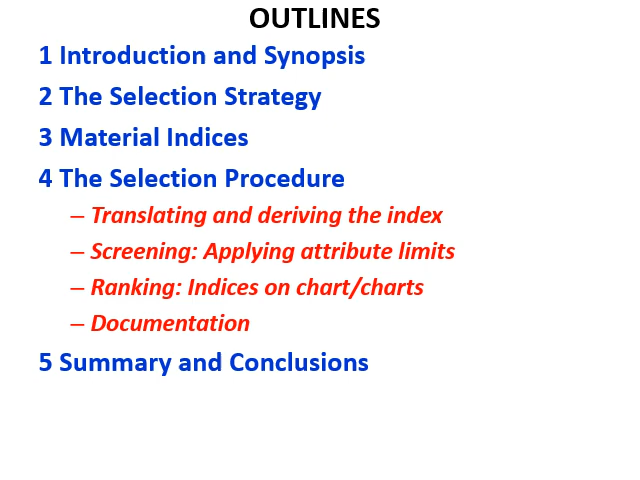 OUTLINES
1 Introduction and Synopsis
2 The Selection Strategy
3 Material Indices
4 The Selection Procedure
– Translating and deriving the index
– Screening: Applying attribute limits
– Ranking: Indices on chart/charts
– Documentation
5 Summary and Conclusions